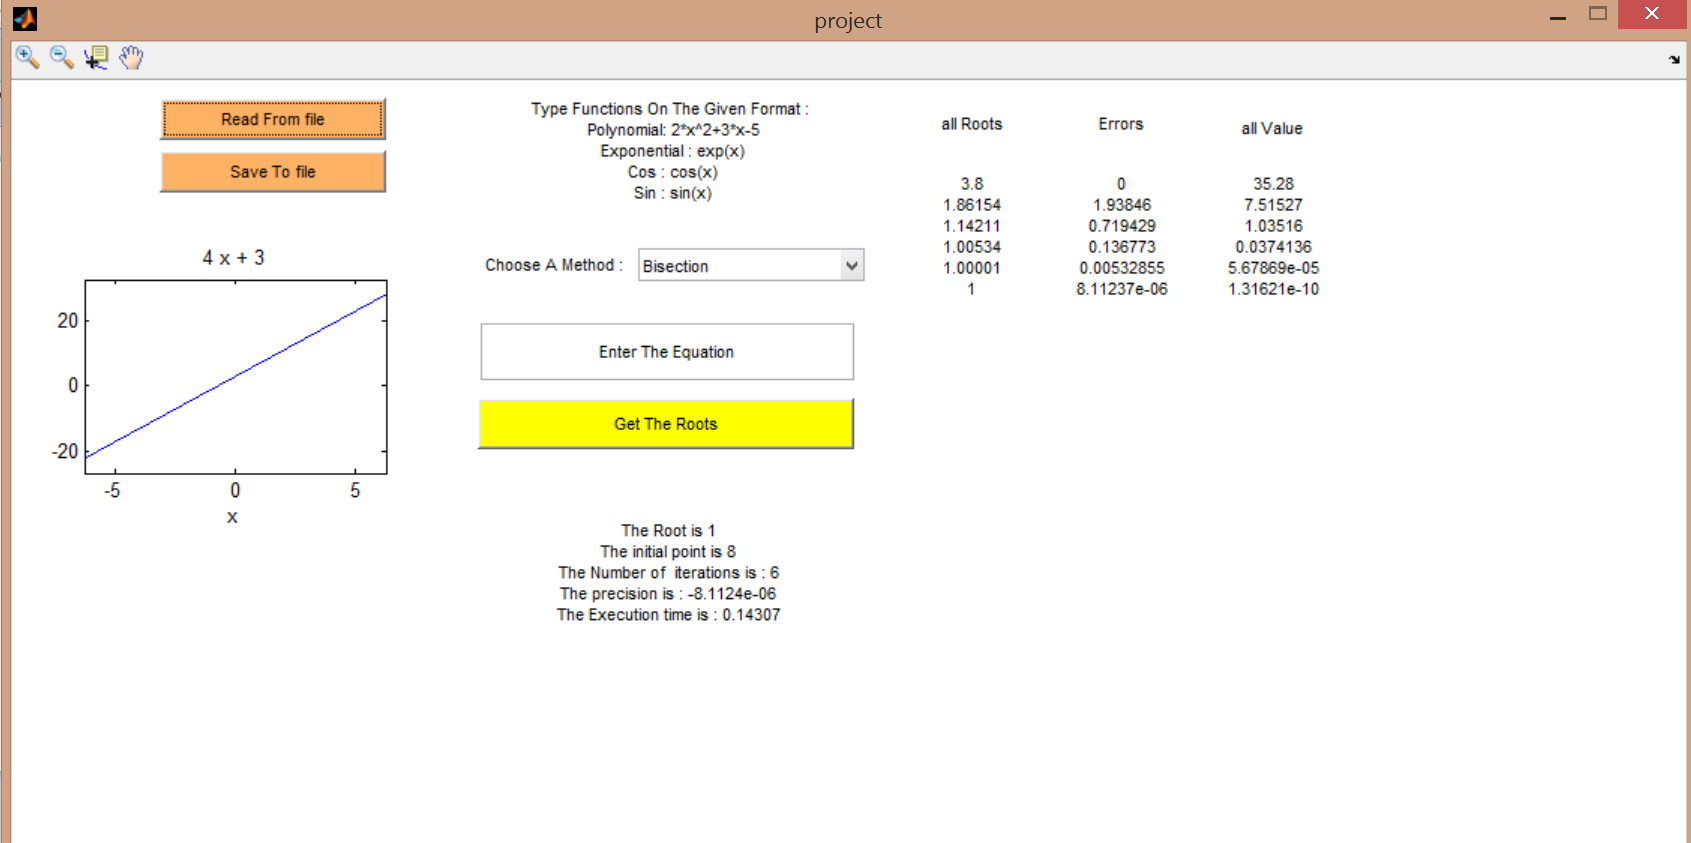 project
Read From file
Save To file
4 x + 3
20
0
-20
-5 0 5
x
Type Functions On The Given Format :
Polynomial: 2*x^2+3*x-5
Exponential : exp(x)
Cos : cos(x)
Sin : sin(x)
Choose A Method : Bisection
Enter The Equation
Get The Roots
The Root is 1
The initial point is 8
The Number of iterations is : 6
The precision is : -8.1124e-06
The Execution time is : 0.14307
all Roots Errors all Value
3.8 0 35.28
1.86154 1.93846 7.51527
1.14211 0.719429 1.03516
1.00534 0.136773 0.0374136
1.00001 0.00532855 5.67869e-05
1 8.11237e-06 1.31621e-10